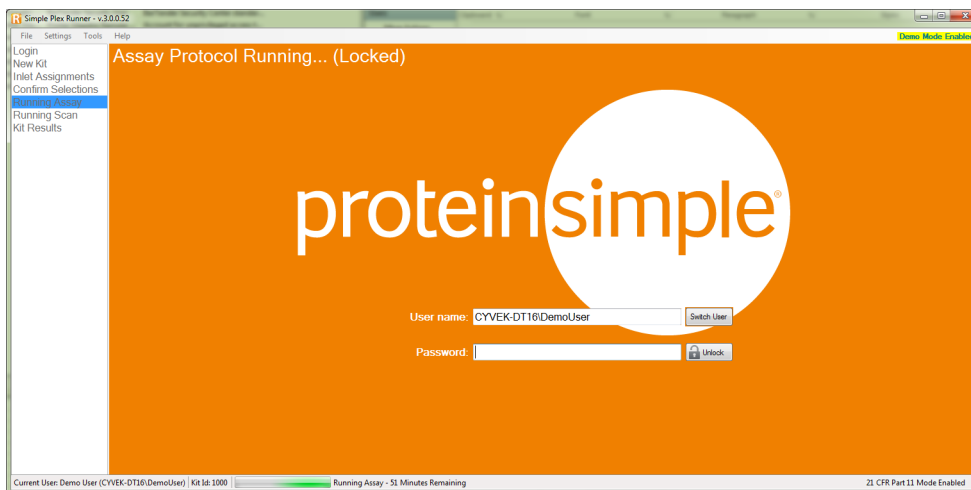 Simple Plex Runner - v.3.0.0.52
File Settings Tools Help
Demo Mode Enabled
Login
New Kit
Inlet Assignments
Confirm Selections
Running Assay
Running Scan
Kit Results
Assay Protocol Running... (Locked)
proteinsimple®
User name: CYVEK-DT16\DemoUser Switch User
Password: Unlock
Current User: Demo User (CYVEK-DT16\DemoUser) Kit Id: 1000 Running Assay - 51 Minutes Remaining 21 CFR Part 11 Mode Enabled